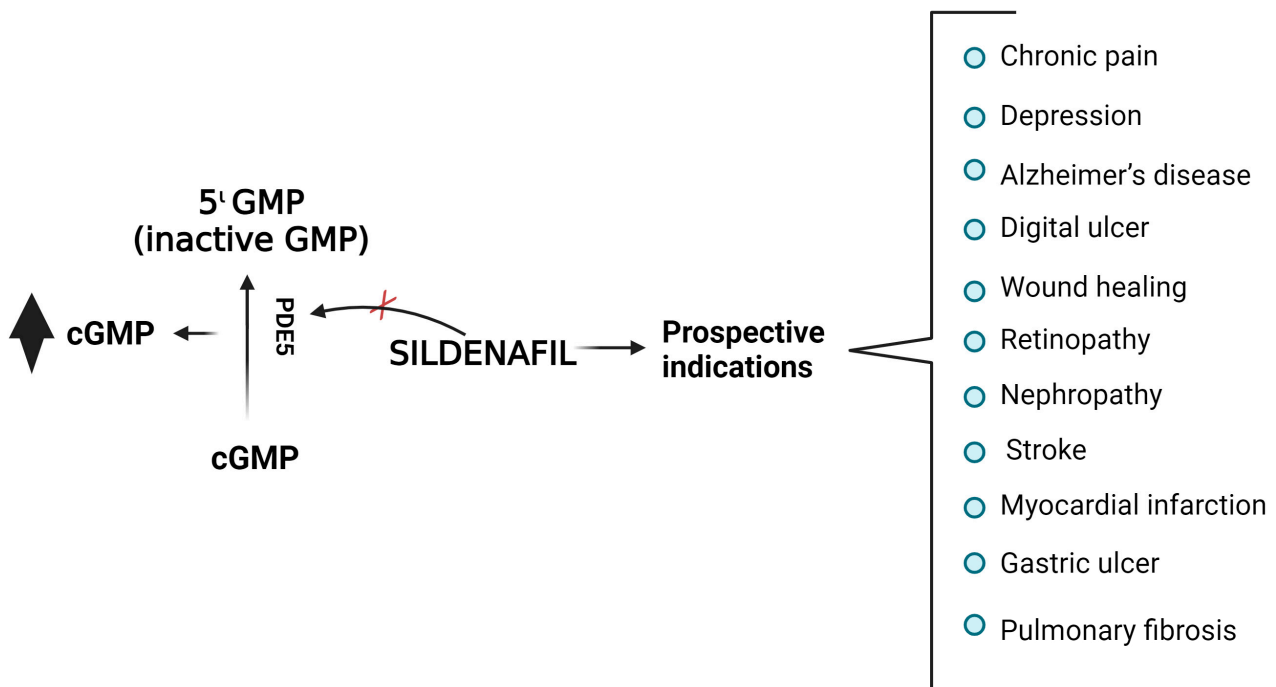 5ᶥ GMP
(inactive GMP)
PDE5
cGMP
cGMP
SILDENAFIL
Prospective
indications
Chronic pain
Depression
Alzheimer’s disease
Digital ulcer
Wound healing
Retinopathy
Nephropathy
Stroke
Myocardial infarction
Gastric ulcer
Pulmonary fibrosis